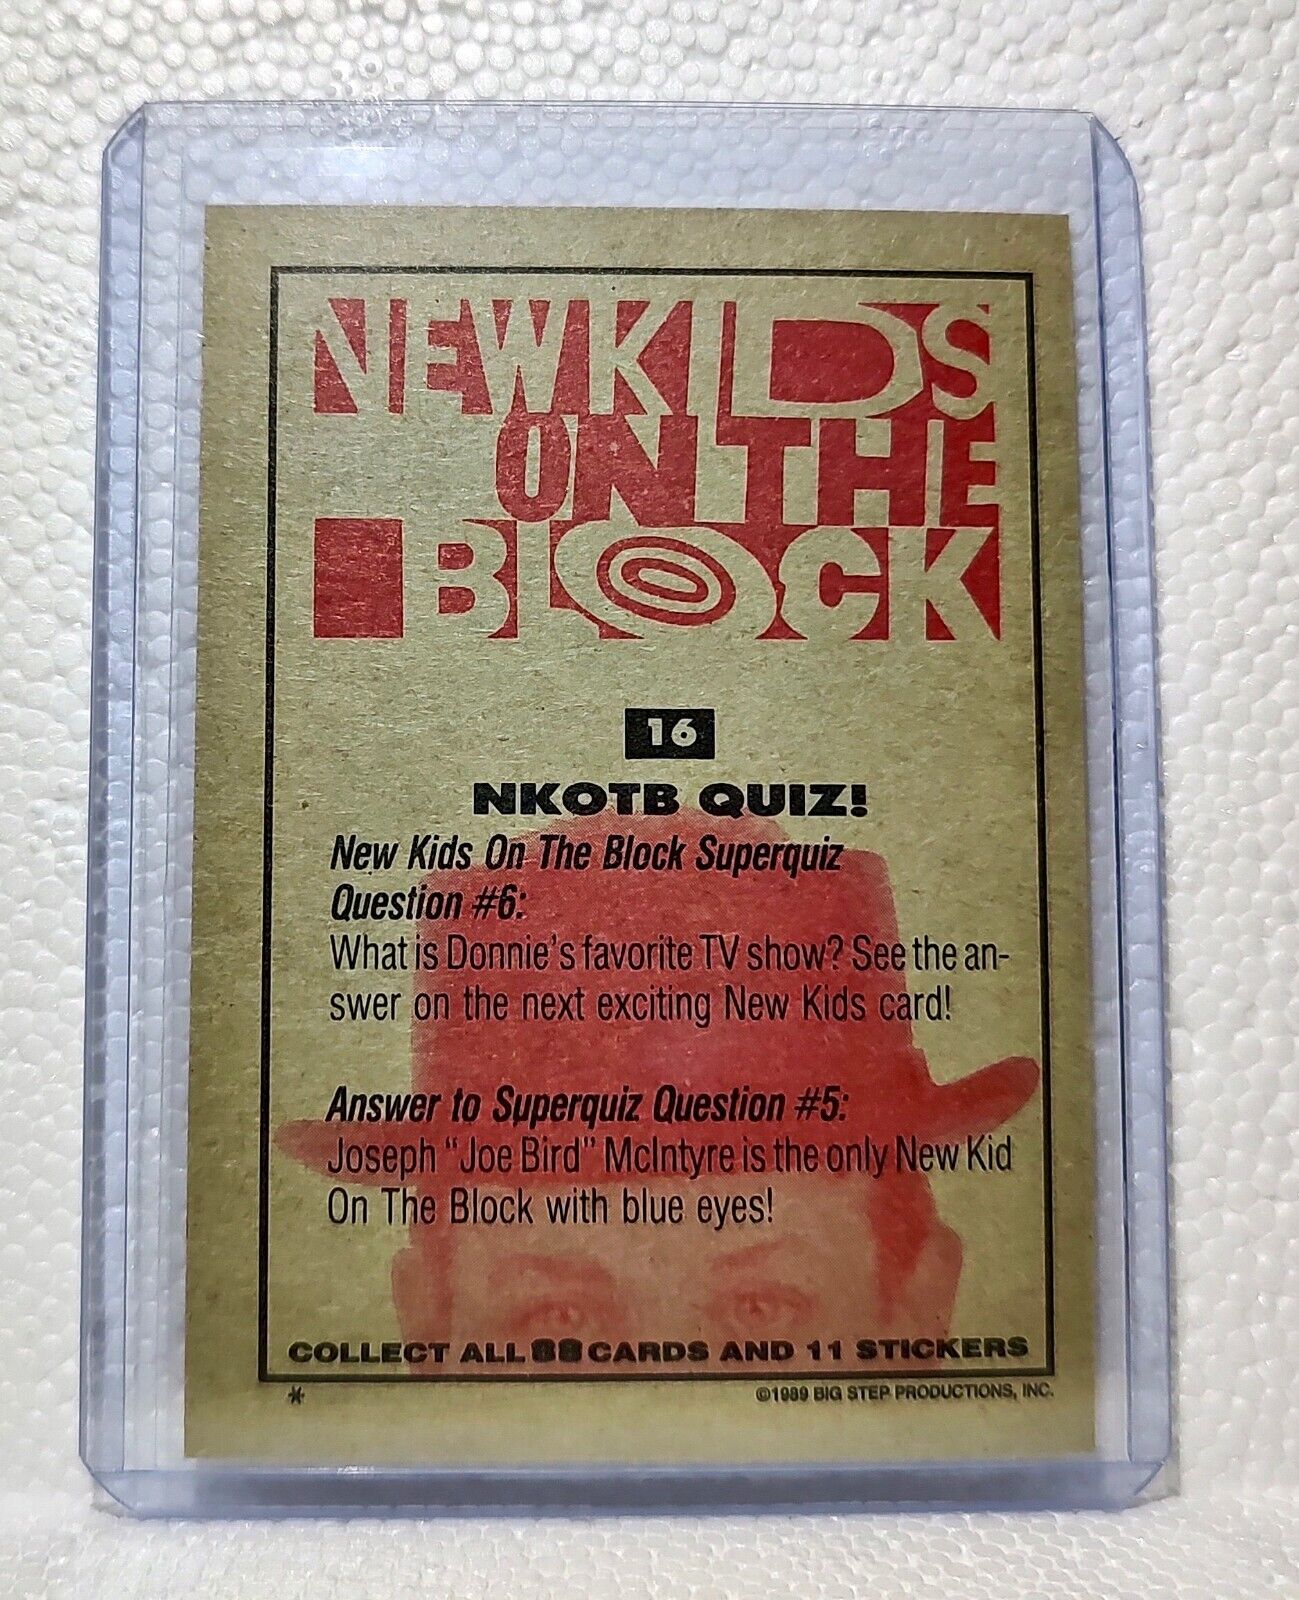 NEW KIDS
ON THE
BLOCK
16
NKOTB QUIZ!
New Kids On The Block Superquiz
Question #6:
What is Donnie's favorite TV show? See the an-
swer on the next exciting New Kids card!
Answer to Superquiz Question #5:
Joseph "Joe Bird" McIntyre is the only New Kid
On The Block with blue eyes!
COLLECT ALL 88 CARDS AND 11 STICKERS
* ©1989 BIG STEP PRODUCTIONS, INC.